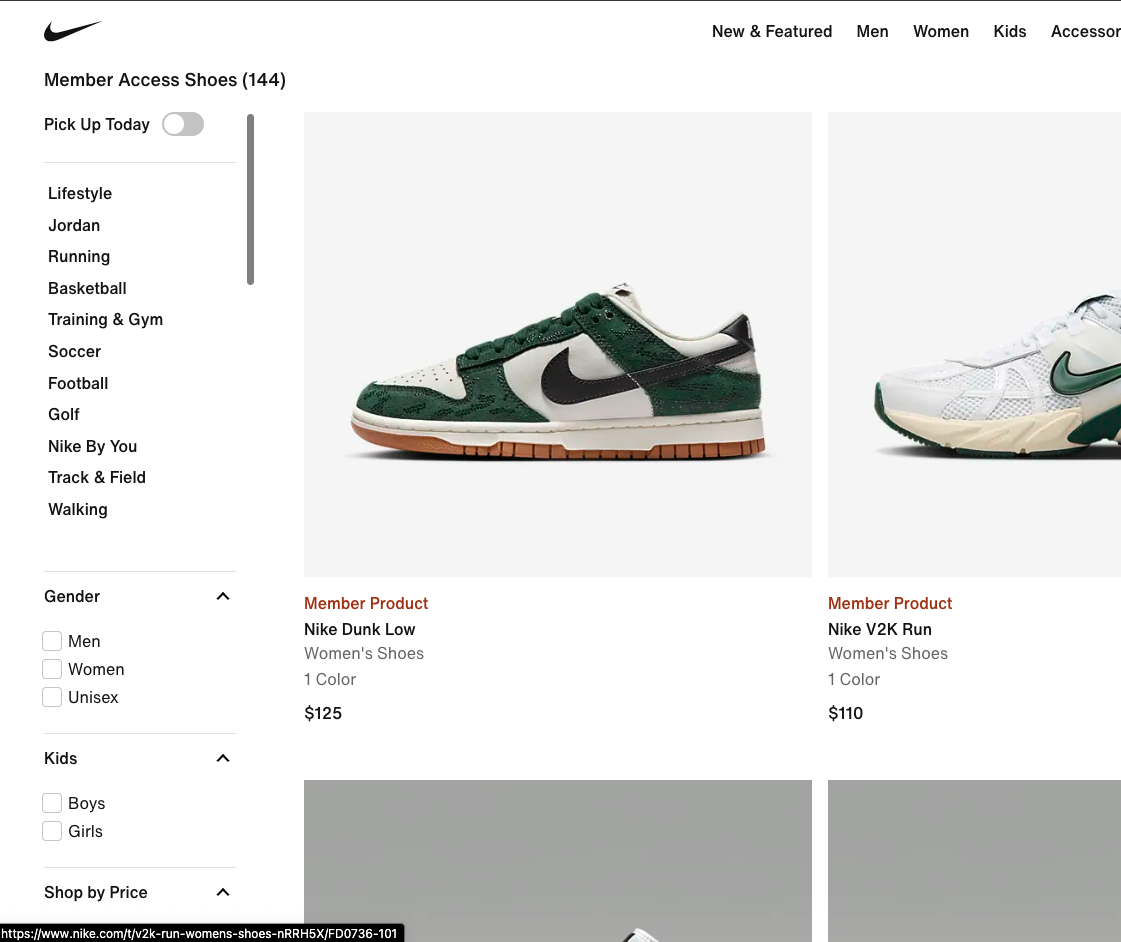 New & Featured Men Women Kids Accessor
Member Access Shoes (144)
Pick Up Today
Lifestyle
Jordan
Running
Basketball
Training & Gym
Soccer
Football
Golf
Nike By You
Track & Field
Walking
Gender
Men
Women
Unisex
Kids
Boys
Girls
Shop by Price
Member Product
Nike Dunk Low
Women's Shoes
1 Color
$125
Member Product
Nike V2K Run
Women's Shoes
1 Color
$110
https://www.nike.com/t/v2k-run-womens-shoes-nRRH5X/FD0736-101